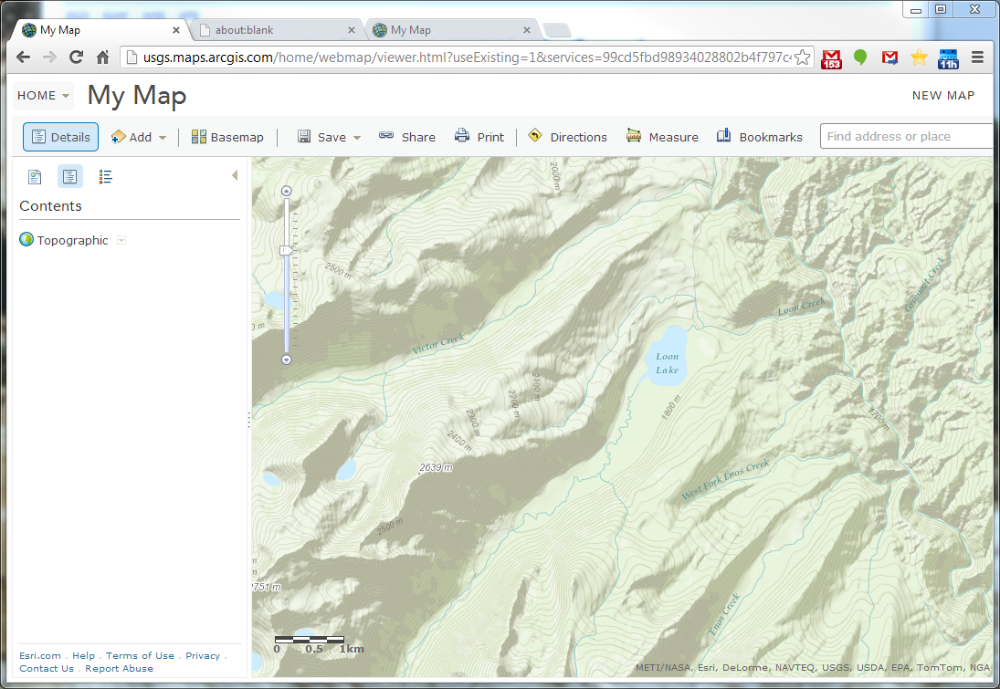 My Map
about:blank
My Map
usgs.maps.arcgis.com/home/webmap/viewer.html?useExisting=1&services=99cd5fbd98934028802b4f797c4
153
11h
HOME
My Map
NEW MAP
Details
Add
Basemap
Save
Share
Print
Directions
Measure
Bookmarks
Find address or place
Contents
Topographic
2000 m
2500 m
0 m
Victor Creek
Loon Creek
Loon
Lake
2100 m
2200 m
2300 m
2400 m
1800 m
1700 m
2639 m
West Fork Enos Creek
2500 m
2751 m
Enos Creek
0 0.5 1km
Esri.com . Help . Terms of Use . Privacy .
Contact Us . Report Abuse
METI/NASA, Esri, DeLorme, NAVTEQ, USGS, USDA, EPA, TomTom, NGA